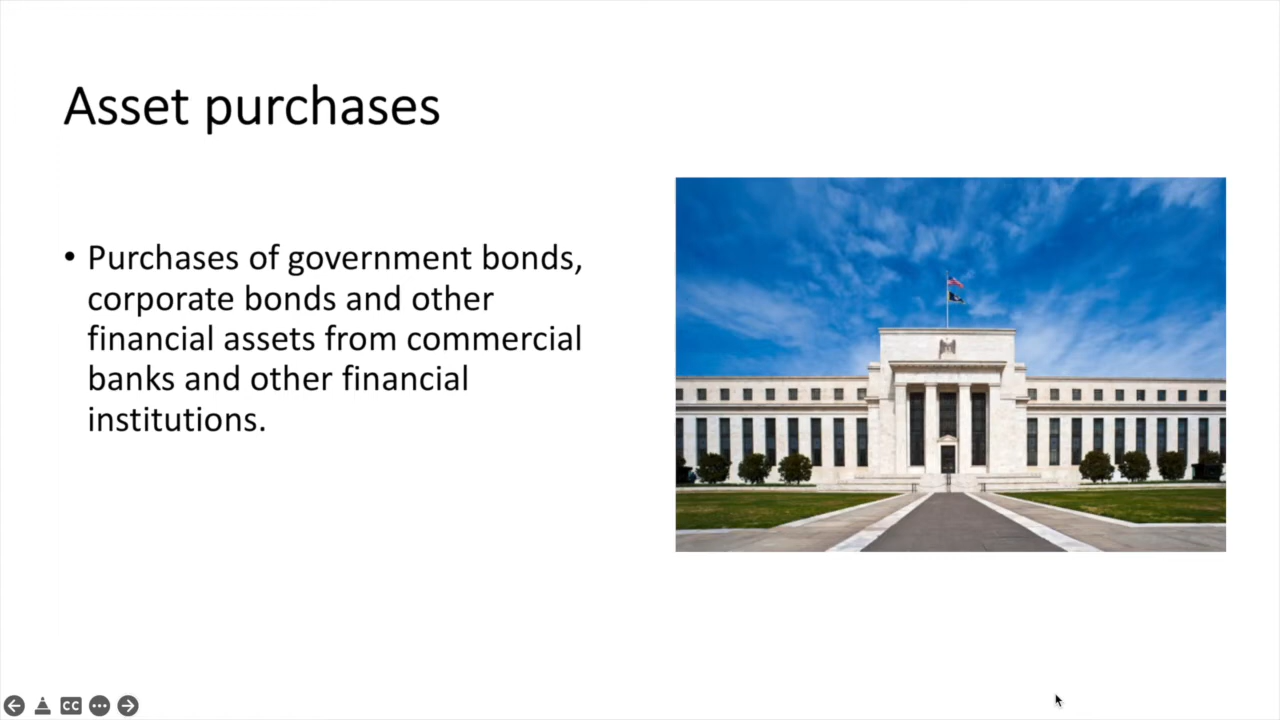 Asset purchases
• Purchases of government bonds,
corporate bonds and other
financial assets from commercial
banks and other financial
institutions.
CC